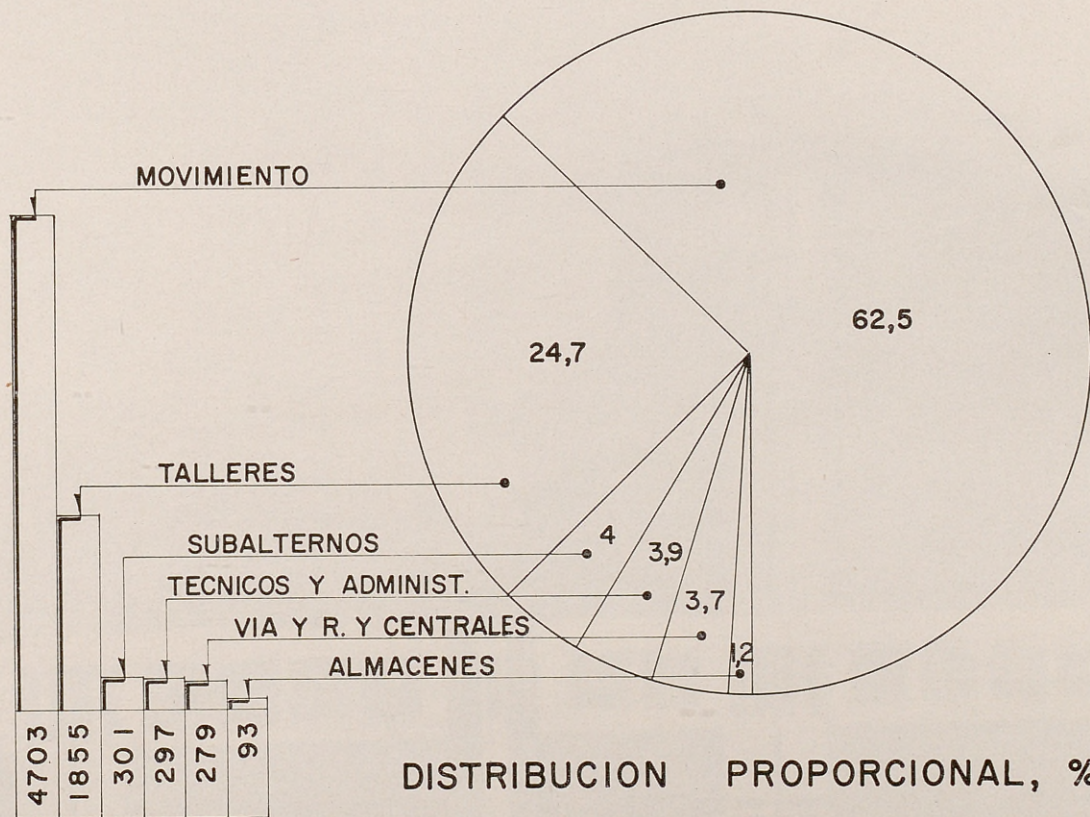 MOVIMIENTO
62,5
24,7
TALLERES
SUBALTERNOS
4
TECNICOS Y ADMINIST.
3,9
VIA Y R. Y CENTRALES
3,7
ALMACENES
1,2
4703
1855
301
297
279
93
DISTRIBUCION PROPORCIONAL, %